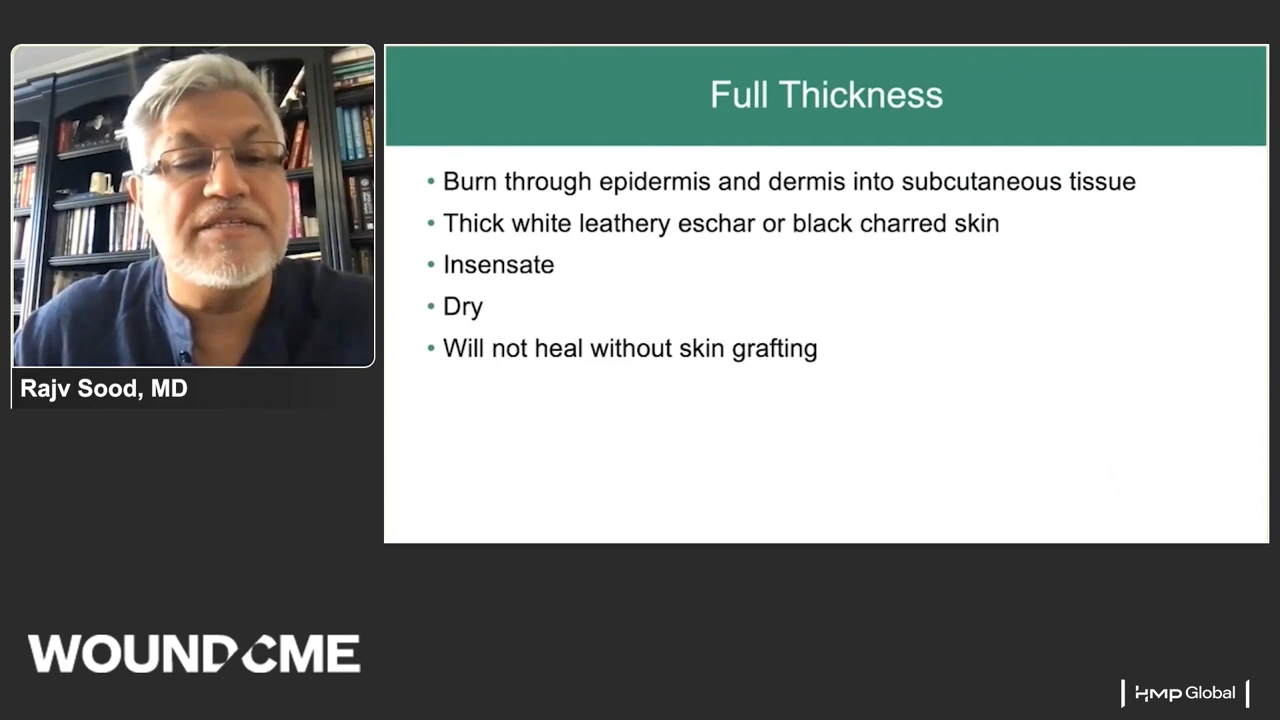 Full Thickness
• Burn through epidermis and dermis into subcutaneous tissue
• Thick white leathery eschar or black charred skin
• Insensate
• Dry
• Will not heal without skin grafting
Rajv Sood, MD
WOUNDCME
HMP Global